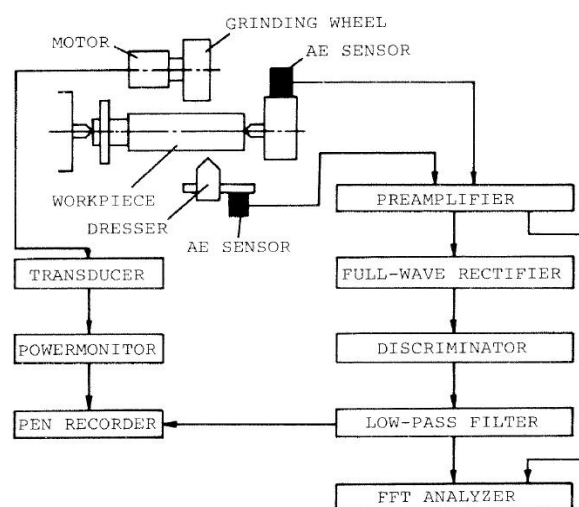 GRINDING WHEEL
MOTOR
AE SENSOR
WORKPIECE
DRESSER
AE SENSOR
PREAMPLIFIER
TRANSDUCER
FULL-WAVE RECTIFIER
POWERMONITOR
DISCRIMINATOR
PEN RECORDER
LOW-PASS FILTER
FFT ANALYZER